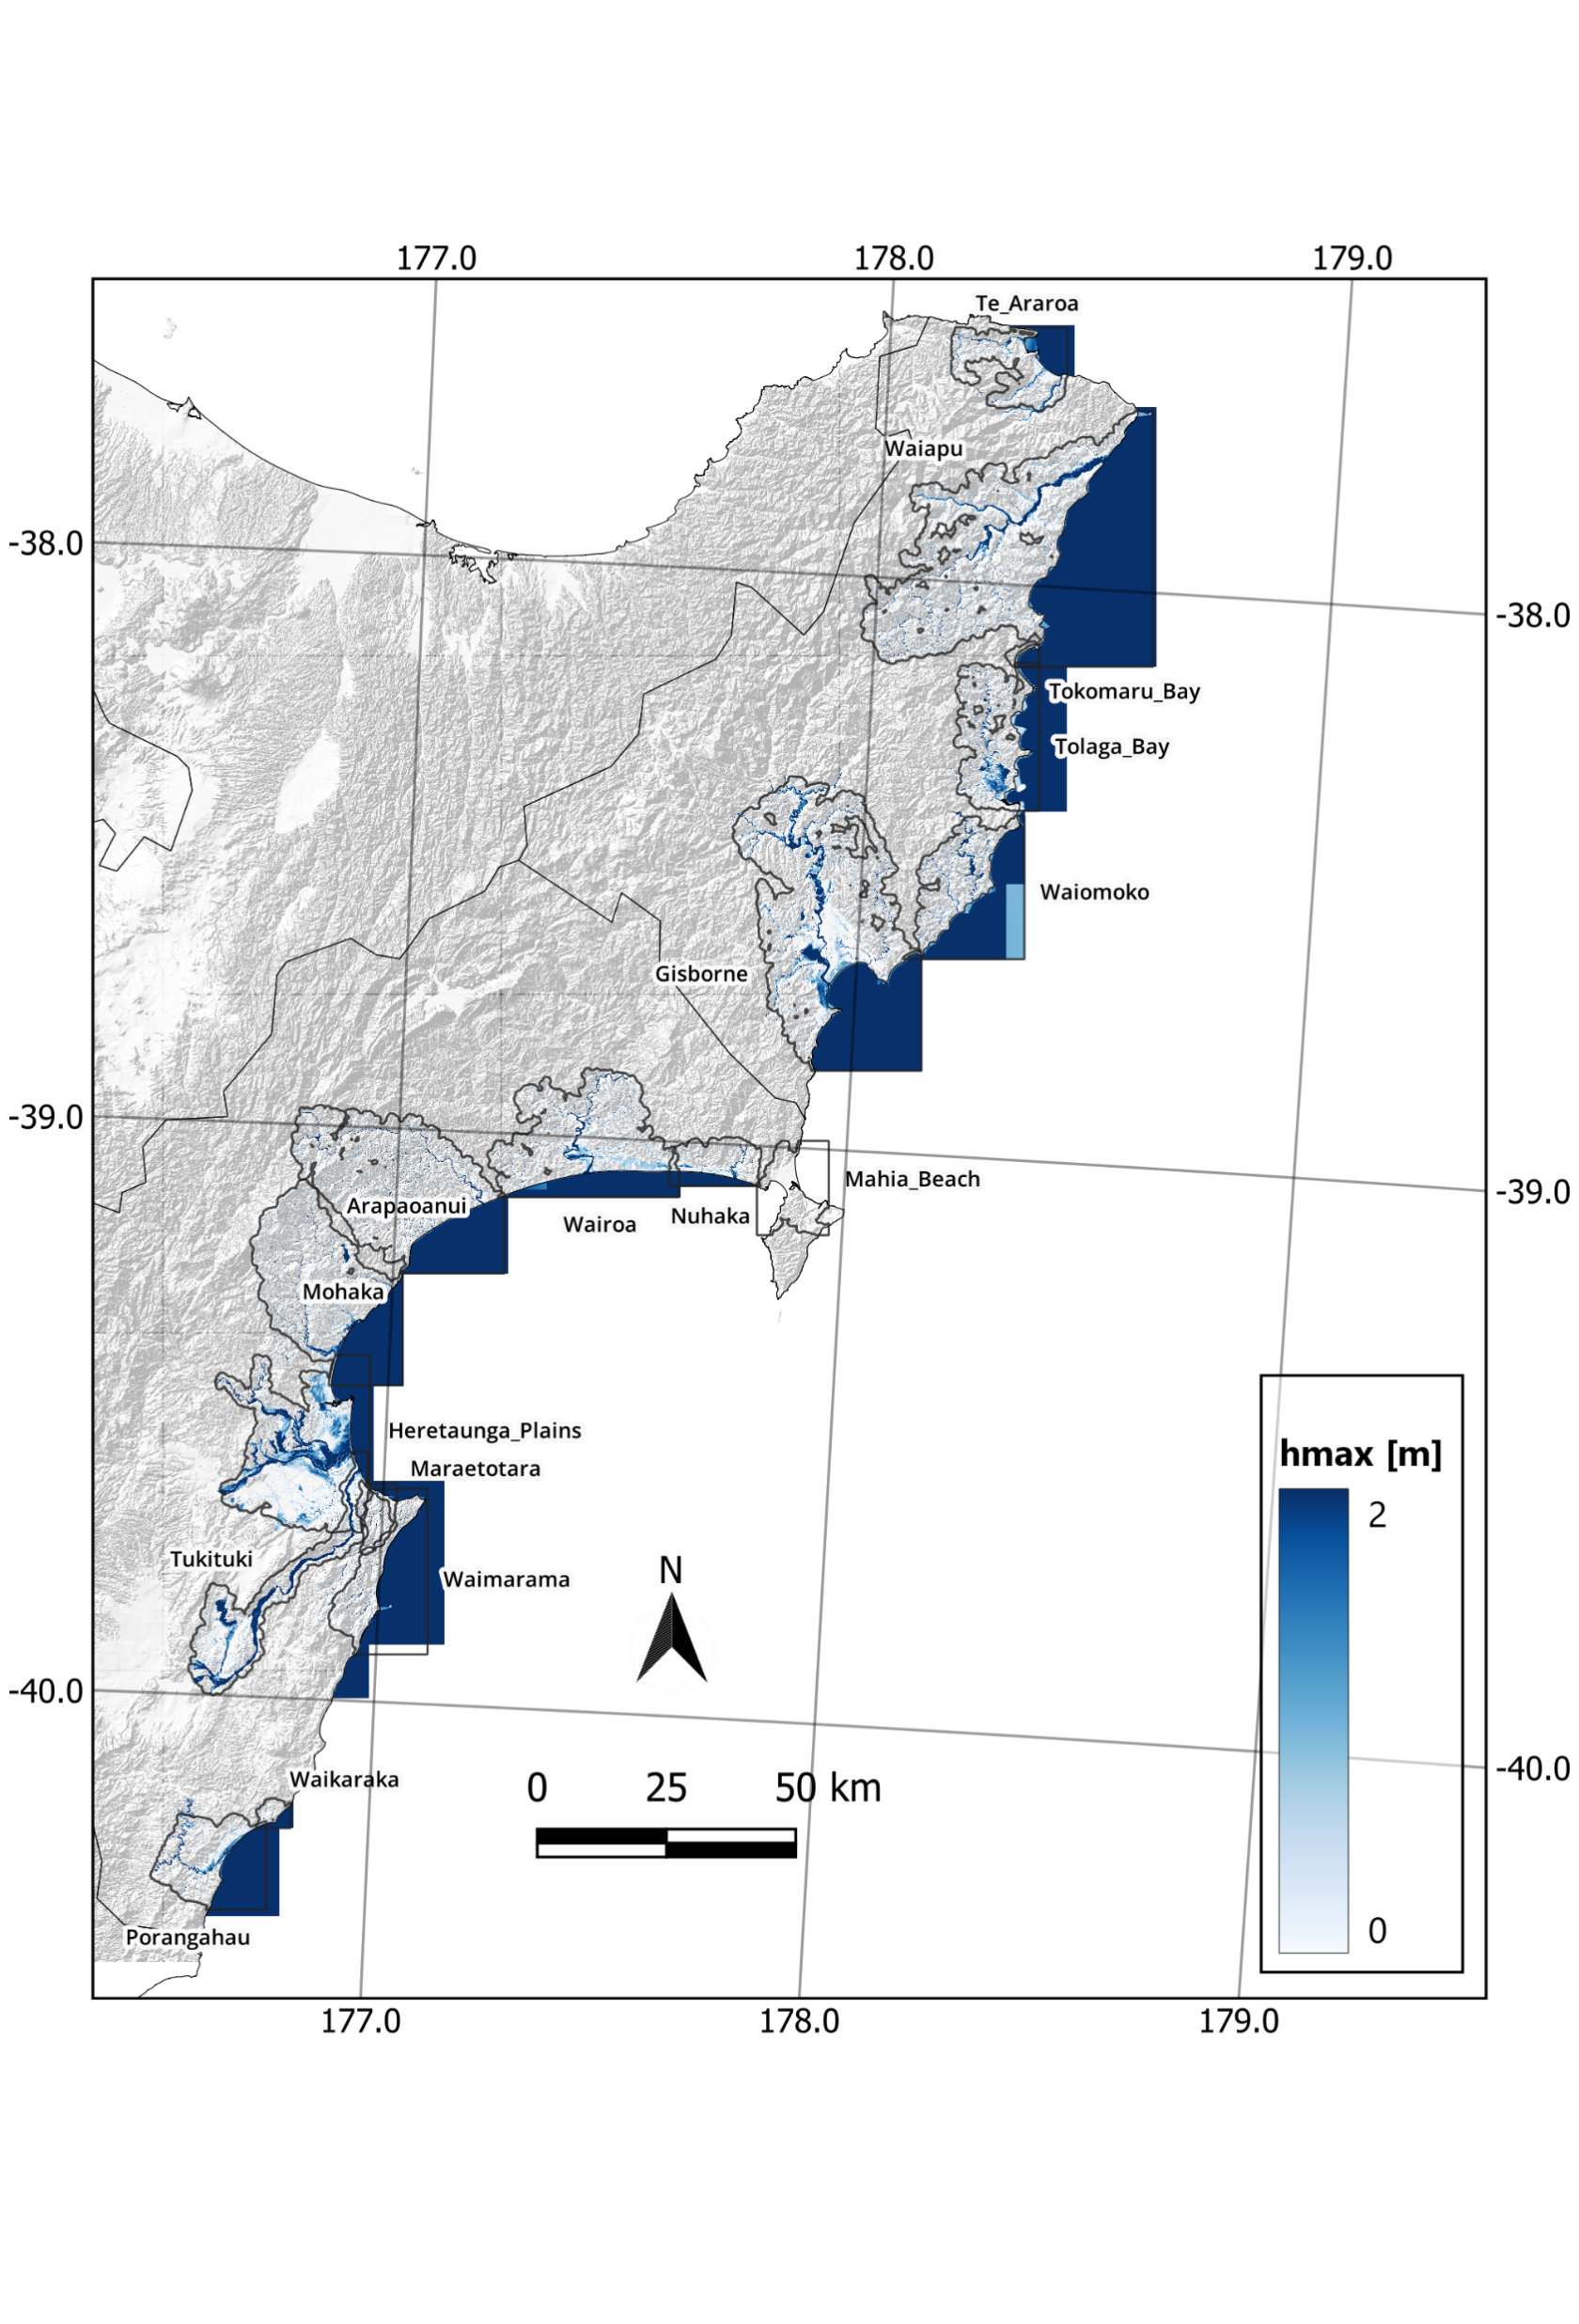 177.0 178.0 179.0
Te_Araroa
Waiapu
-38.0
-38.0
Tokomaru_Bay
Tolaga_Bay
Waiomoko
Gisborne
-39.0
Mahia_Beach
-39.0
Arapaoanui
Nuhaka
Wairoa
Mohaka
Heretaunga_Plains
hmax [m]
Maraetotara
2
Tukituki
N
Waimarama
-40.0
-40.0
Waikaraka
0 25 50 km
0
Porangahau
177.0 178.0 179.0